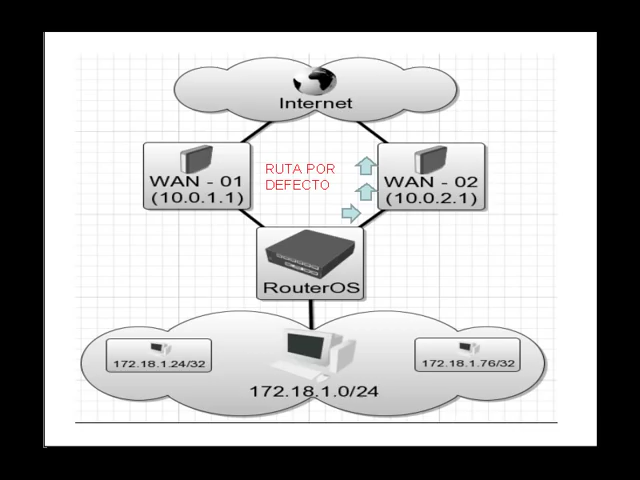 Internet
WAN - 01
(10.0.1.1)
RUTA POR
DEFECTO
WAN - 02
(10.0.2.1)
RouterOS
172.18.1.24/32
172.18.1.76/32
172.18.1.0/24